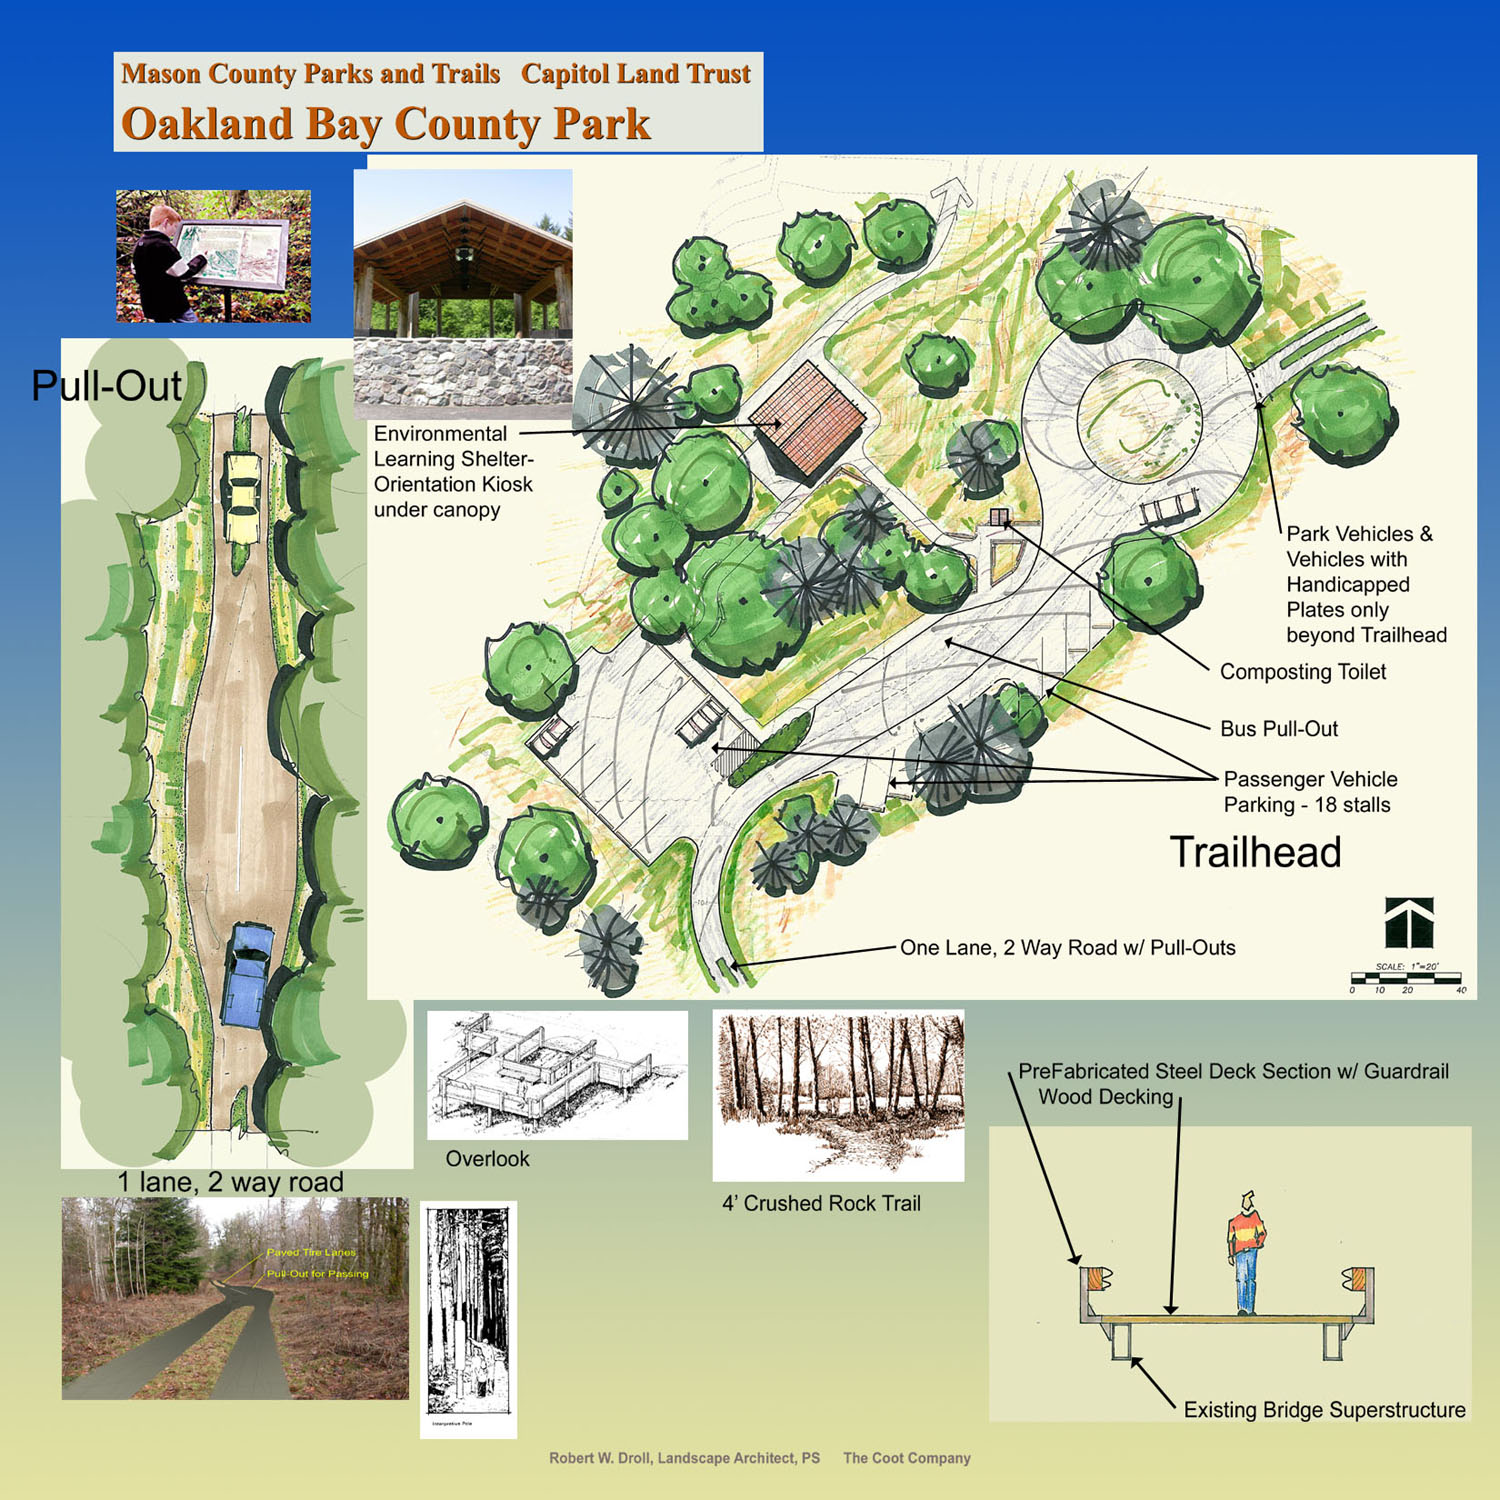 Mason County Parks and Trails Capitol Land Trust
Oakland Bay County Park
Pull-Out
Environmental
Learning Shelter-
Orientation Kiosk
under canopy
Park Vehicles &
Vehicles with
Handicapped
Plates only
beyond Trailhead
Composting Toilet
Bus Pull-Out
Passenger Vehicle
Parking - 18 stalls
Trailhead
One Lane, 2 Way Road w/ Pull-Outs
SCALE: 1"=20'
0 10 20 40
1 lane, 2 way road
Overlook
4' Crushed Rock Trail
PreFabricated Steel Deck Section w/ Guardrail
Wood Decking
Existing Bridge Superstructure
Paved Tire Lanes
Pull-Out for Passing
Interpretive Pole
Robert W. Droll, Landscape Architect, PS The Coot Company